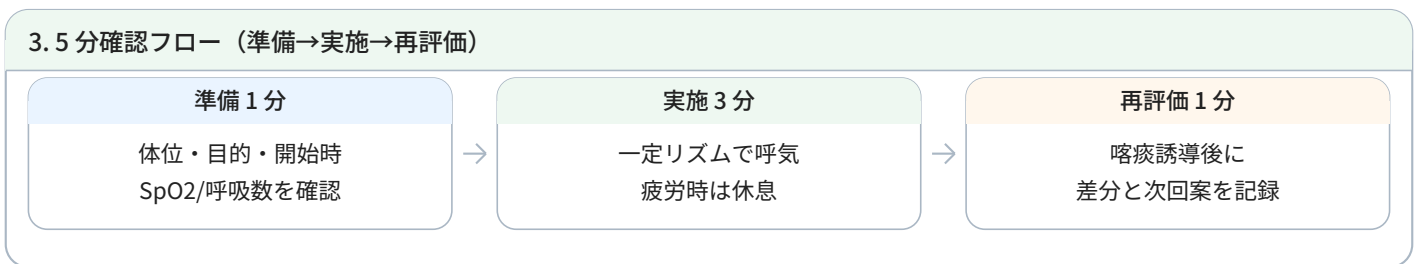 3. 5 分確認フロー（準備→実施→再評価）
準備 1 分
体位・目的・開始時
SpO2/呼吸数を確認
→
実施 3 分
一定リズムで呼気
疲労時は休息
→
再評価 1 分
喀痰誘導後に
差分と次回案を記録